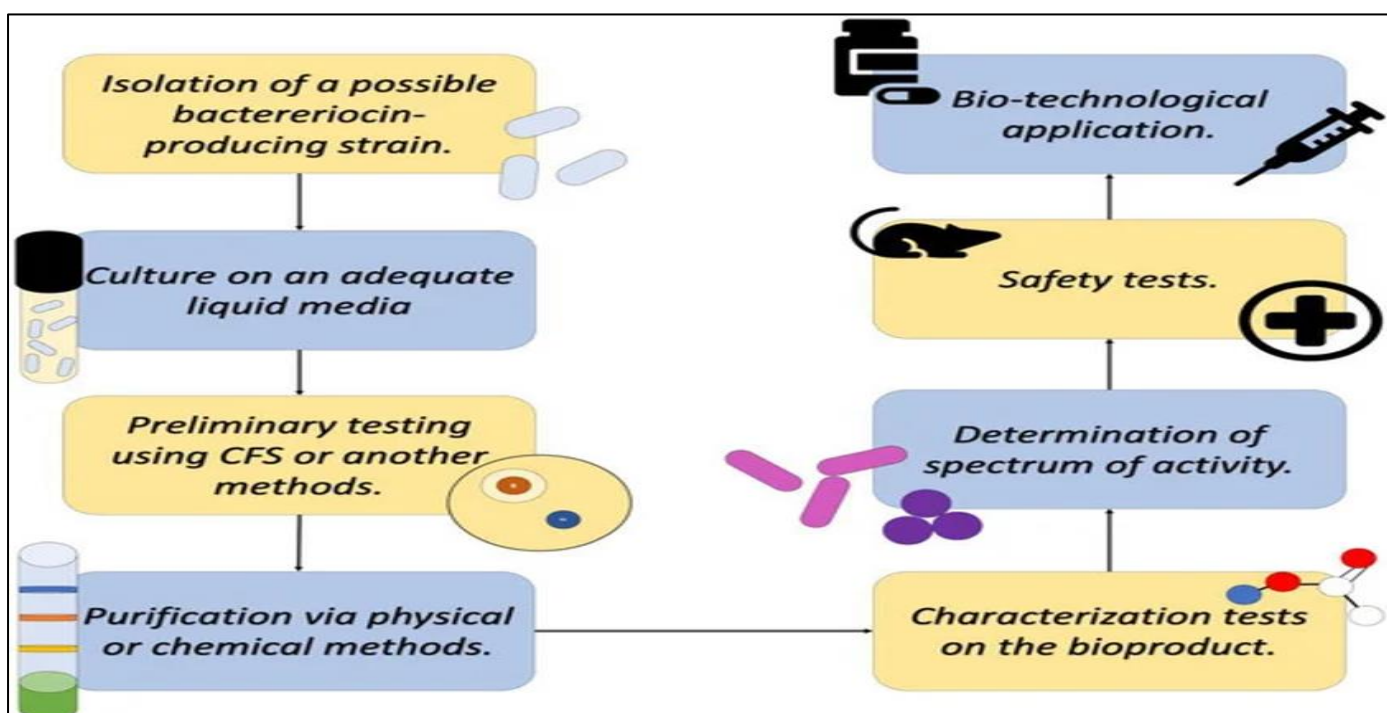 Isolation of a possible
bactereriocin-
producing strain.
Culture on an adequate
liquid media
Preliminary testing
using CFS or another
methods.
Purification via physical
or chemical methods.
Characterization tests
on the bioproduct.
Determination of
spectrum of activity.
Safety tests.
Bio-technological
application.